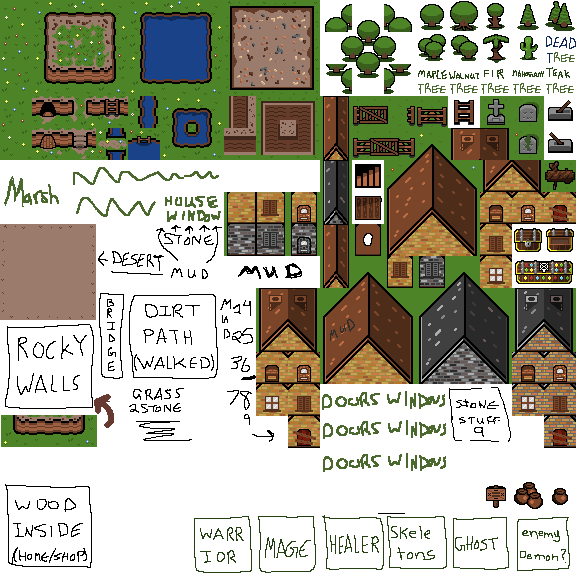 DEAD
TREE
MAPLE WALNUT FIR MAHOGANY TEAK
TREE TREE TREE TREE TREE
Marsh
HOUSE
WINDOW
STONE
MUD
MUD
← DESERT
BRIDGE
DIRT
PATH
(WALKED)
ROCKY
WALLS
MUD
GRASS
2STONE
36
78
9
DOORS WINDOWS
DOORS WINDOWS
DOORS WINDOWS
STONE
STUFF
9
WOOD
INSIDE
(HOME/SHOP)
WARR
IOR
MAGE
HEALER
Skele
tons
GHOST
enemy
Demon?